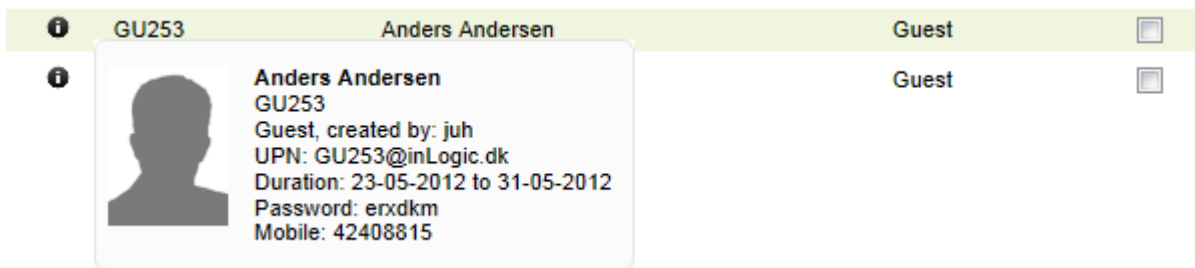 GU253 Anders Andersen Guest
Guest
Anders Andersen
GU253
Guest, created by: juh
UPN: GU253@inLogic.dk
Duration: 23-05-2012 to 31-05-2012
Password: erxdkm
Mobile: 42408815